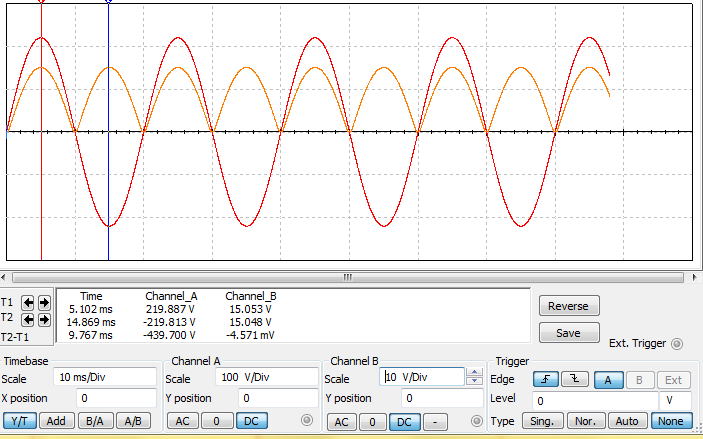 Time Channel_A Channel_B
T1 5.102 ms 219.887 V 15.053 V
T2 14.869 ms -219.813 V 15.048 V
T2-T1 9.767 ms -439.700 V -4.571 mV
Reverse
Save
Ext. Trigger
Timebase
Scale 10 ms/Div
X position 0
Y/T Add B/A A/B
Channel A
Scale 100 V/Div
Y position 0
AC 0 DC
Channel B
Scale 10 V/Div
Y position 0
AC 0 DC -
Trigger
Edge A B Ext
Level 0 V
Type Sing. Nor. Auto None